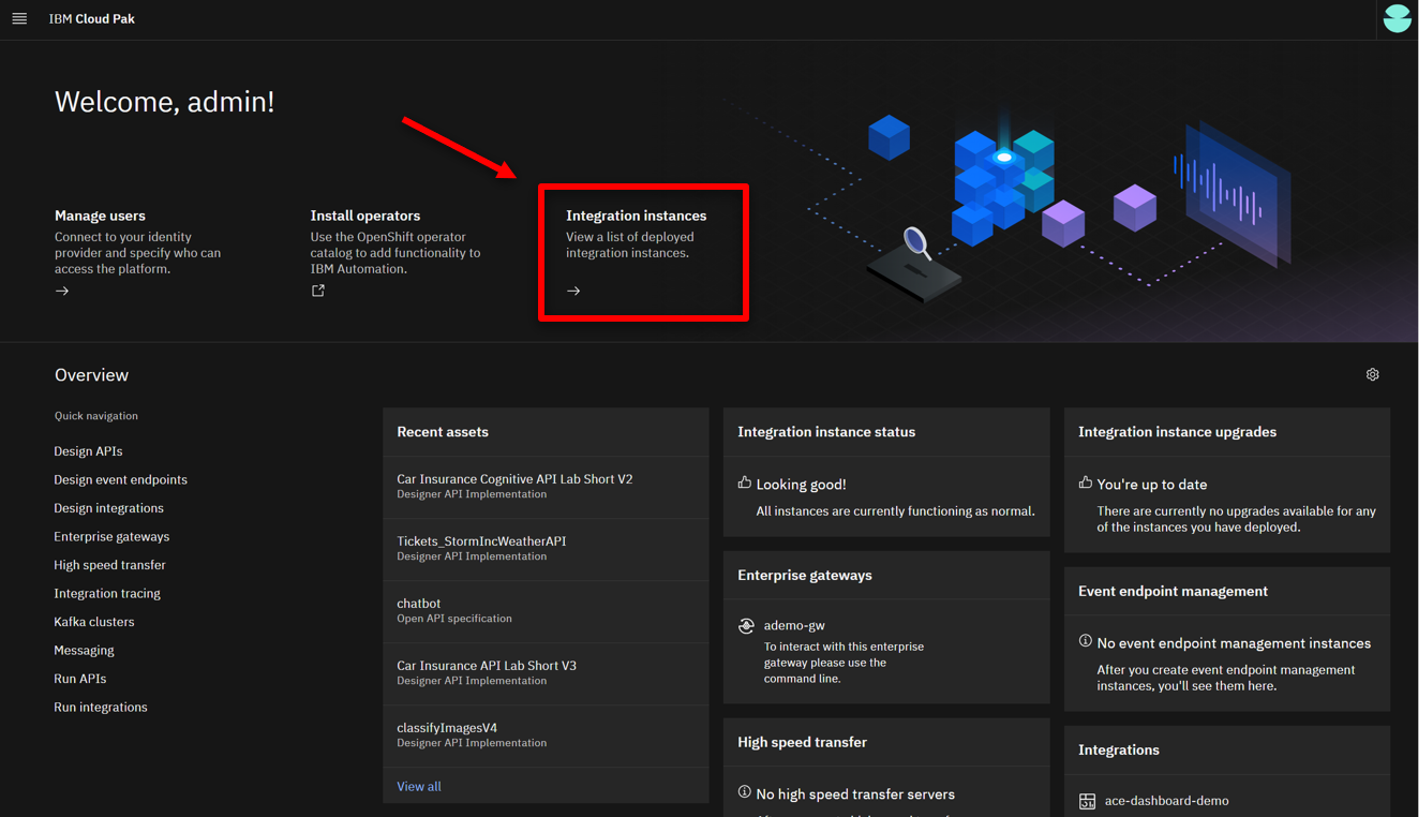 IBM Cloud Pak
Welcome, admin!
Manage users
Connect to your identity
provider and specify who can
access the platform.
Install operators
Use the OpenShift operator
catalog to add functionality to
IBM Automation.
Integration instances
View a list of deployed
integration instances.
Overview
Quick navigation
Design APIs
Design event endpoints
Design integrations
Enterprise gateways
High speed transfer
Integration tracing
Kafka clusters
Messaging
Run APIs
Run integrations
Recent assets
Car Insurance Cognitive API Lab Short V2
Designer API Implementation
Tickets_StormIncWeatherAPI
Designer API Implementation
chatbot
Open API specification
Car Insurance API Lab Short V3
Designer API Implementation
classifyImagesV4
Designer API Implementation
View all
Integration instance status
Looking good!
All instances are currently functioning as normal.
Enterprise gateways
ademo-gw
To interact with this enterprise
gateway please use the
command line.
High speed transfer
No high speed transfer servers
Integration instance upgrades
You're up to date
There are currently no upgrades available for any
of the instances you have deployed.
Event endpoint management
No event endpoint management instances
After you create event endpoint management
instances, you'll see them here.
Integrations
ace-dashboard-demo